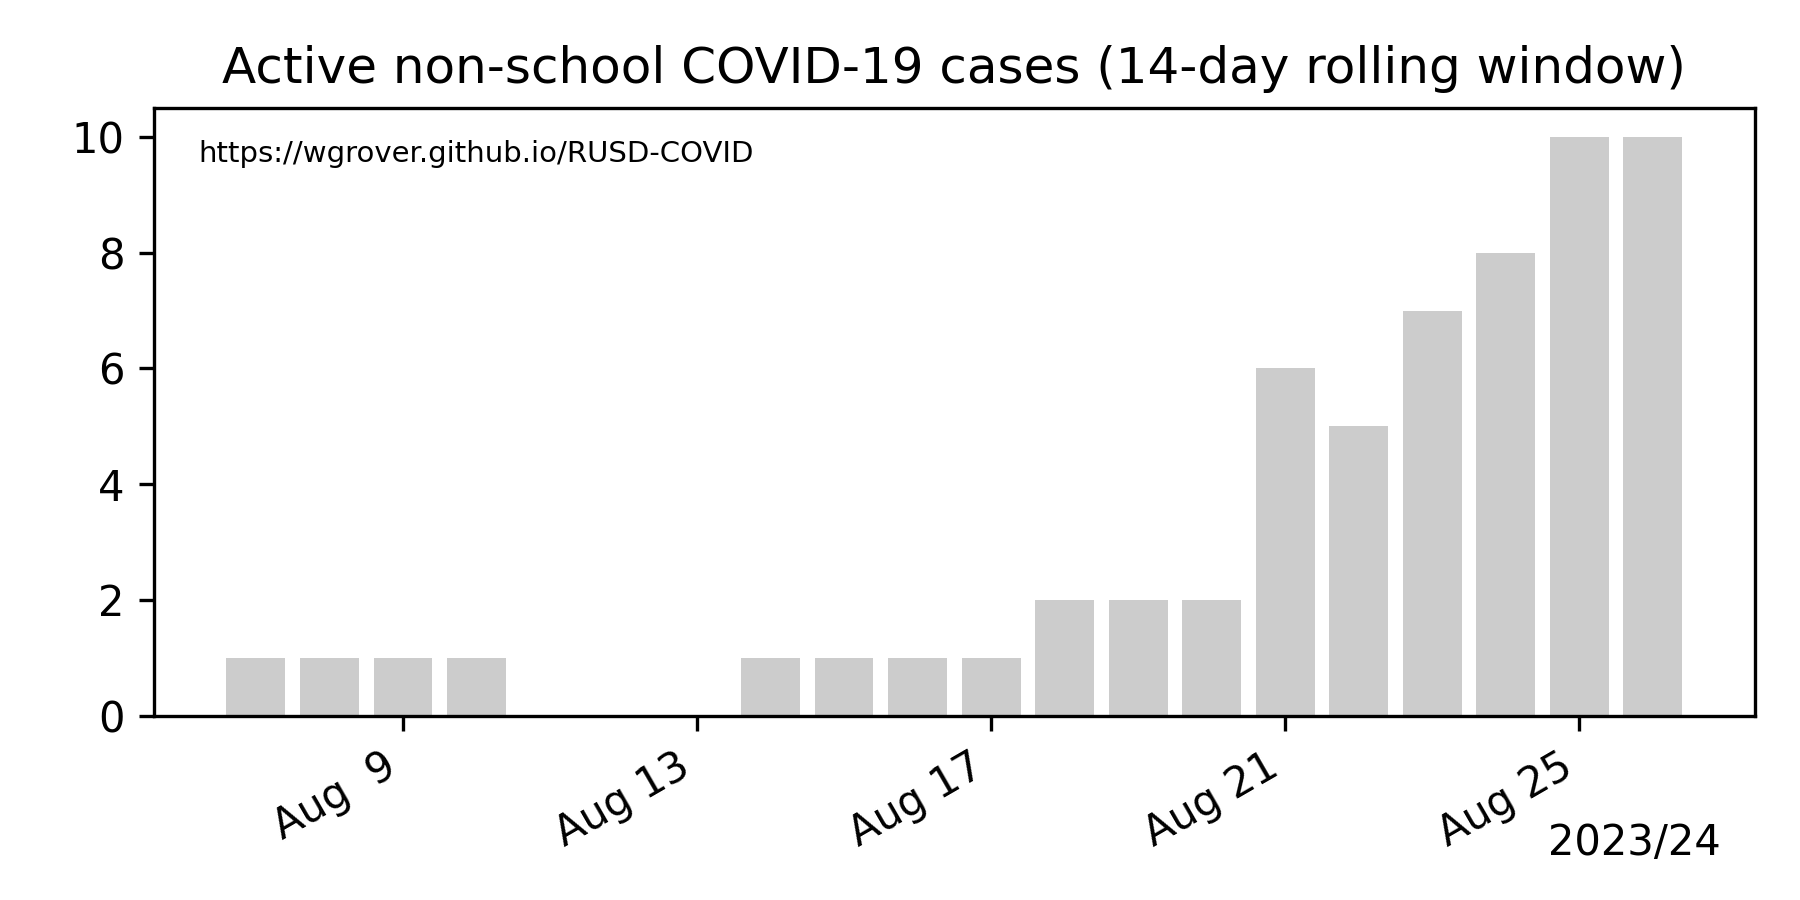 Active non-school COVID-19 cases (14-day rolling window)
https://wgrover.github.io/RUSD-COVID
10
8
6
4
2
0
Aug 9
Aug 13
Aug 17
Aug 21
Aug 25
2023/24